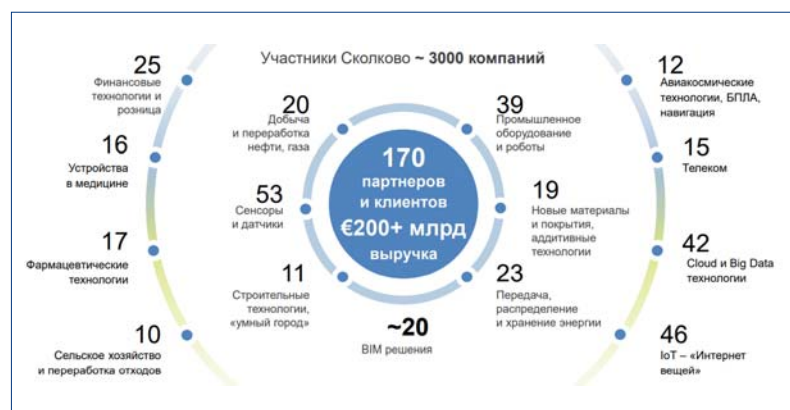 Участники Сколково ~ 3000 компаний
25
Финансовые
технологии и
розница
16
Устройства
в медицине
17
Фармацевтические
технологии
10
Сельское хозяйство
и переработка отходов
20
Добыча
и переработка
нефти, газа
53
Сенсоры
и датчики
11
Строительные
технологии,
«умный город»
170
партнеров
и клиентов
€200+ млрд
выручка
~20
BIM решения
39
Промышленное
оборудование
и роботы
19
Новые материалы
и покрытия,
аддитивные
технологии
23
Передача,
распределение
и хранение энергии
12
Авиакосмические
технологии, БПЛА,
навигация
15
Телеком
42
Cloud и Big Data
технологии
46
IoT – «Интернет
вещей»